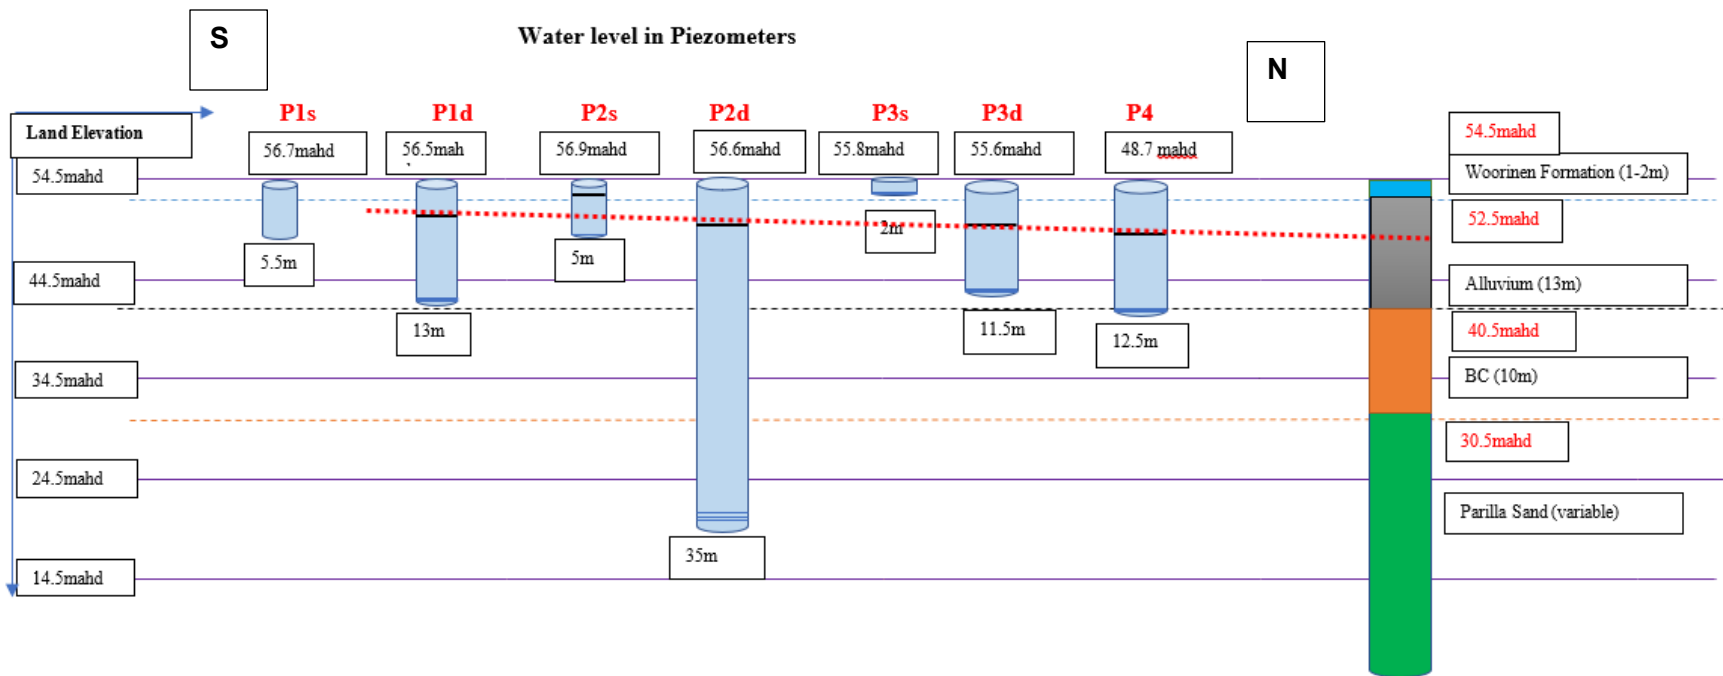 S
Water level in Piezometers
N
P1s
P1d
P2s
P2d
P3s
P3d
P4
Land Elevation
56.7mahd
56.5mah
56.9mahd
56.6mahd
55.8mahd
55.6mahd
48.7 mahd
54.5mahd
54.5mahd
Woorinen Formation (1-2m)
52.5mahd
2m
5.5m
5m
44.5mahd
Alluvium (13m)
13m
11.5m
12.5m
40.5mahd
34.5mahd
BC (10m)
30.5mahd
24.5mahd
Parilla Sand (variable)
35m
14.5mahd